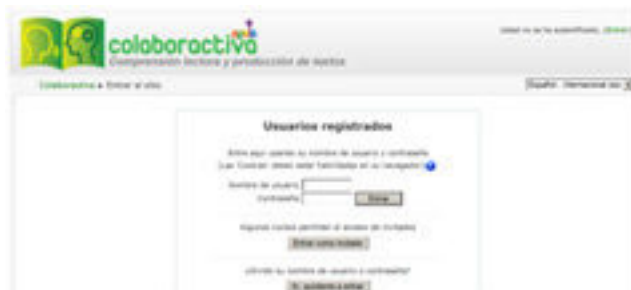 colaboractiva
Comprensión lectora y producción de textos
Usted no se ha autentificado.
Colaboractiva ▸ Entrar al sitio
Español - Internacional (es)
Usuarios registrados
Entre aquí usando su nombre de usuario y contraseña
(Las 'Cookies' deben estar habilitadas en su navegador)
Nombre de usuario
Contraseña
Entrar
Algunos cursos permiten el acceso de invitados
Entrar como invitado
¿Olvidó su nombre de usuario o contraseña?
Sí, ayúdeme a entrar